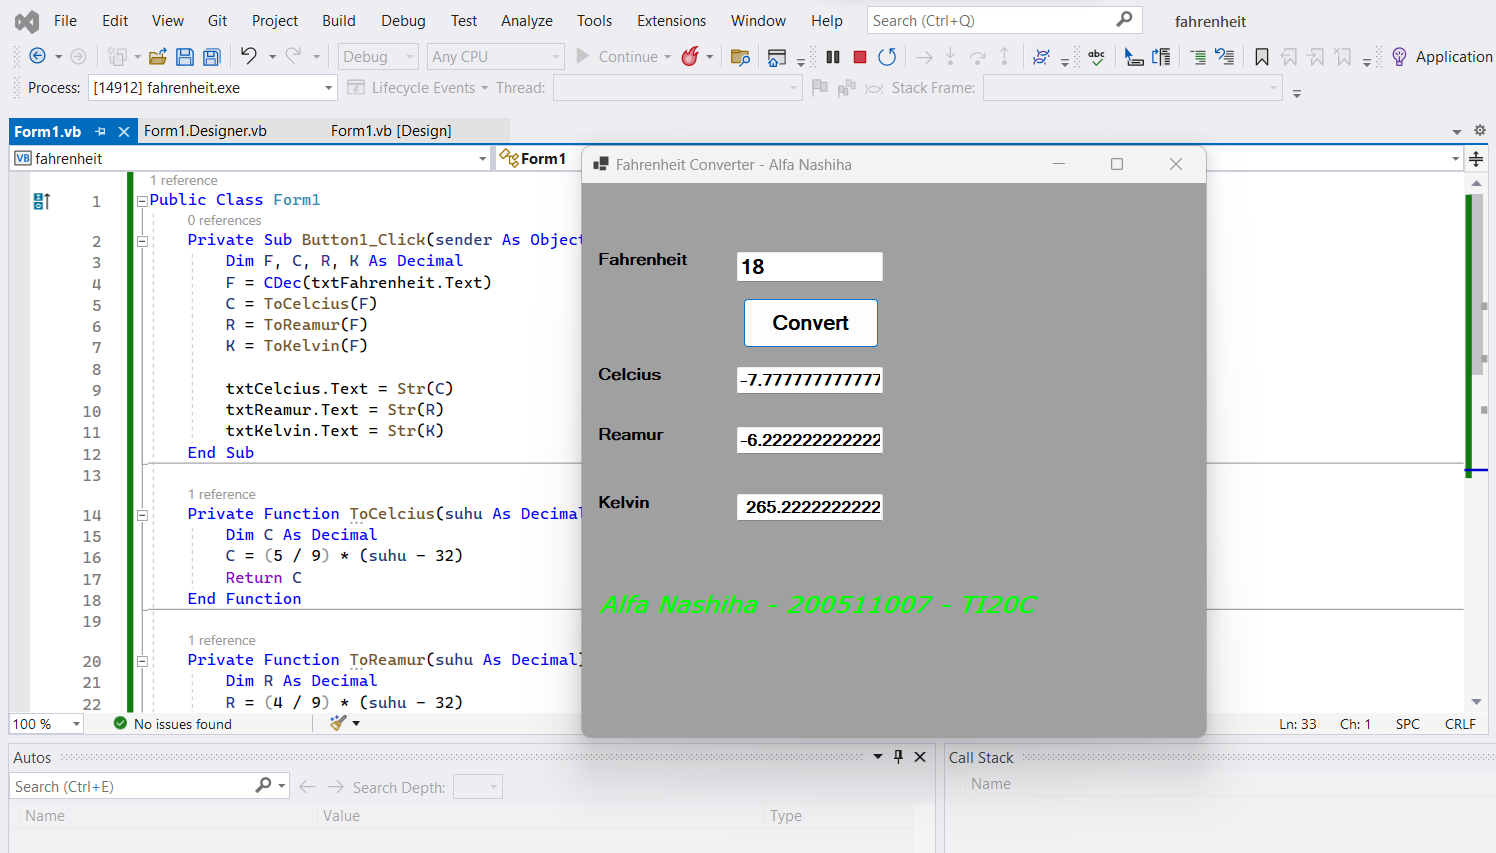 File Edit View Git Project Build Debug Test Analyze Tools Extensions Window Help Search (Ctrl+Q) fahrenheit
Debug Any CPU Continue abc Application
Process: [14912] fahrenheit.exe Lifecycle Events Thread: Stack Frame:
Form1.vb Form1.Designer.vb Form1.vb [Design]
VB fahrenheit Form1
1 reference
1 Public Class Form1
0 references
2 Private Sub Button1_Click(sender As Object
3 Dim F, C, R, K As Decimal
4 F = CDec(txtFahrenheit.Text)
5 C = ToCelcius(F)
6 R = ToReamur(F)
7 K = ToKelvin(F)
8
9 txtCelcius.Text = Str(C)
10 txtReamur.Text = Str(R)
11 txtKelvin.Text = Str(K)
12 End Sub
13
1 reference
14 Private Function ToCelcius(suhu As Decimal
15 Dim C As Decimal
16 C = (5 / 9) * (suhu - 32)
17 Return C
18 End Function
19
1 reference
20 Private Function ToReamur(suhu As Decimal)
21 Dim R As Decimal
22 R = (4 / 9) * (suhu - 32)
Fahrenheit Converter - Alfa Nashiha
Fahrenheit 18
Convert
Celcius -7.777777777777
Reamur -6.222222222222
Kelvin 265.2222222222
Alfa Nashiha - 200511007 - TI20C
100 % No issues found Ln: 33 Ch: 1 SPC CRLF
Autos
Search (Ctrl+E) Search Depth:
Name Value Type
Call Stack
Name